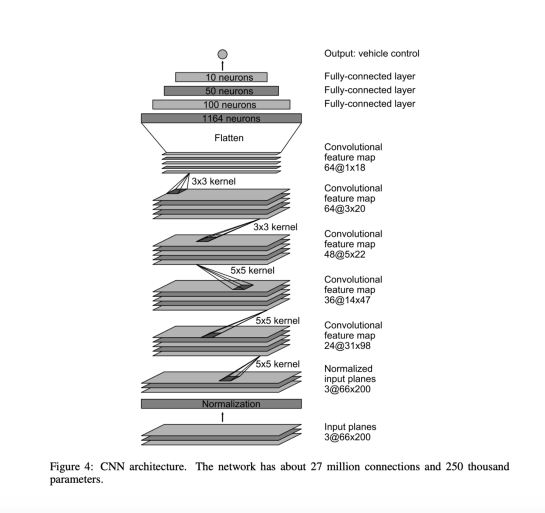 Output: vehicle control
10 neurons
Fully-connected layer
50 neurons
Fully-connected layer
100 neurons
Fully-connected layer
1164 neurons
Flatten
Convolutional
feature map
64@1x18
3x3 kernel
Convolutional
feature map
64@3x20
3x3 kernel
Convolutional
feature map
48@5x22
5x5 kernel
Convolutional
feature map
36@14x47
5x5 kernel
Convolutional
feature map
24@31x98
5x5 kernel
Normalized
input planes
3@66x200
Normalization
Input planes
3@66x200
Figure 4: CNN architecture. The network has about 27 million connections and 250 thousand
parameters.